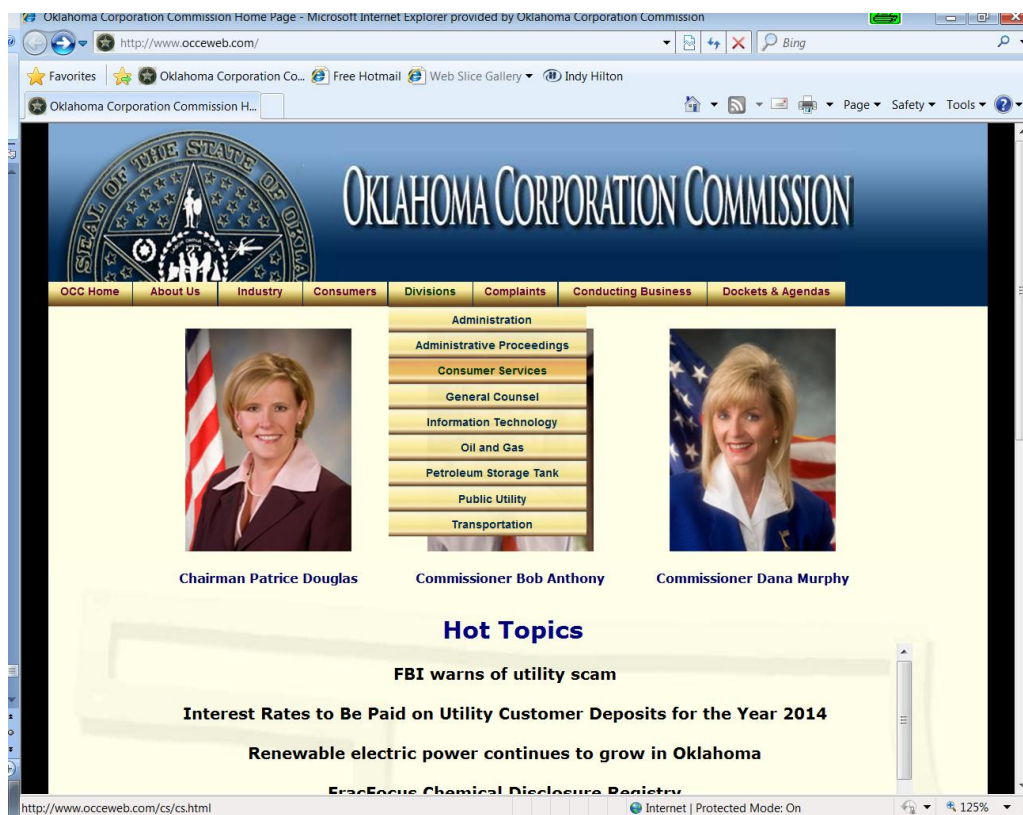 Oklahoma Corporation Commission Home Page - Microsoft Internet Explorer provided by Oklahoma Corporation Commission
http://www.occeweb.com/
Bing
Favorites Oklahoma Corporation Co... Free Hotmail Web Slice Gallery Indy Hilton
Oklahoma Corporation Commission H... Page Safety Tools
SEAL OF THE STATE OF OKLA
OKLAHOMA CORPORATION COMMISSION
OCC Home About Us Industry Consumers Divisions Complaints Conducting Business Dockets & Agendas
Administration
Administrative Proceedings
Consumer Services
General Counsel
Information Technology
Oil and Gas
Petroleum Storage Tank
Public Utility
Transportation
Chairman Patrice Douglas Commissioner Bob Anthony Commissioner Dana Murphy
Hot Topics
FBI warns of utility scam
Interest Rates to Be Paid on Utility Customer Deposits for the Year 2014
Renewable electric power continues to grow in Oklahoma
FracFocus Chemical Disclosure Registry
http://www.occeweb.com/cs/cs.html Internet | Protected Mode: On 125%